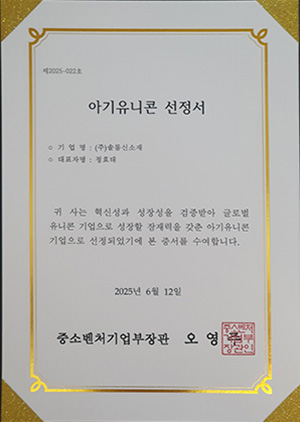 제2025-022호
아기유니콘 선정서
○ 기 업 명 : (주)솔룸신소재
○ 대표자명 : 정효대
귀 사는 혁신성과 성장성을 검증받아 글로벌
유니콘 기업으로 성장할 잠재력을 갖춘 아기유니콘
기업으로 선정되었기에 본 증서를 수여합니다.
2025년 6월 12일
중소벤처기업부장관 오 영 주